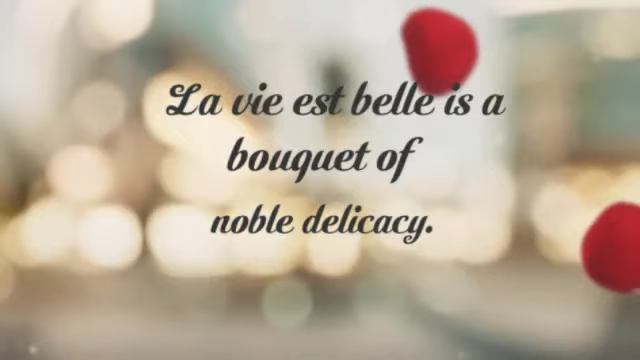 La vie est belle is a
bouquet of
noble delicacy.